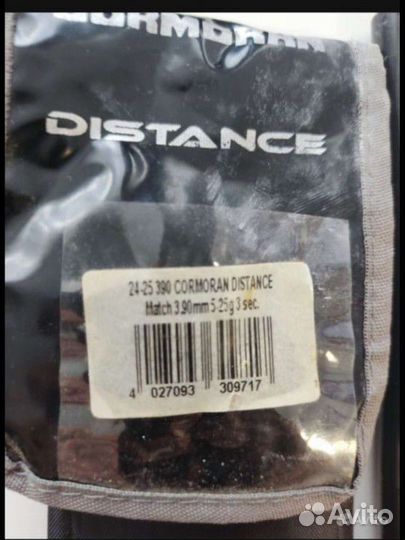 CORMORAN
DISTANCE
24-25 390 CORMORAN DISTANCE
Match 3.90mm 5-25g 3 sec.
4 027093 309717
Avito